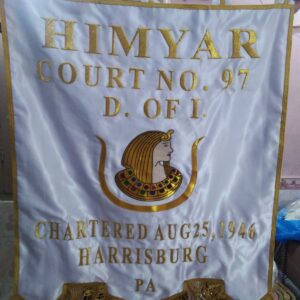 HIMYAR
COURT NO. 97
D. OF I.
CHARTERED AUG 25, 1946
HARRISBURG
PA